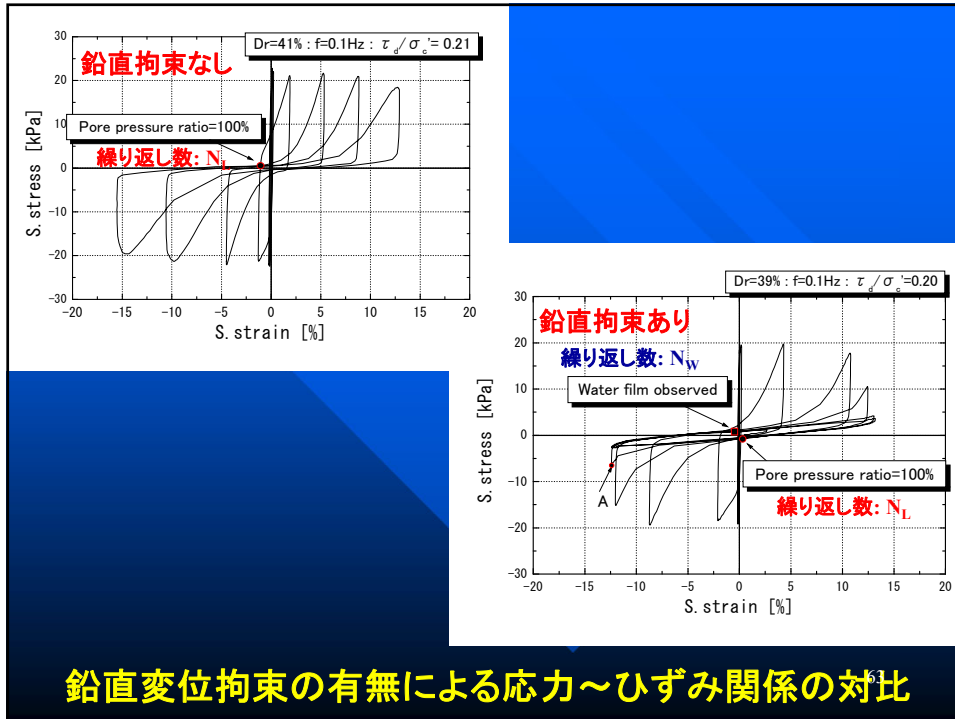 Dr=41% : f=0.1Hz : τd/σc'= 0.21
鉛直拘束なし
Pore pressure ratio=100%
繰り返し数: NL
30
20
10
0
-10
-20
-30
S.stress [kPa]
-20 -15 -10 -5 0 5 10 15 20
S.strain [%]
Dr=39% : f=0.1Hz : τd/σc'=0.20
鉛直拘束あり
繰り返し数: NW
Water film observed
Pore pressure ratio=100%
繰り返し数: NL
A
30
20
10
0
-10
-20
-30
S.stress [kPa]
-20 -15 -10 -5 0 5 10 15 20
S.strain [%]
鉛直変位拘束の有無による応力～ひずみ関係の対比
63